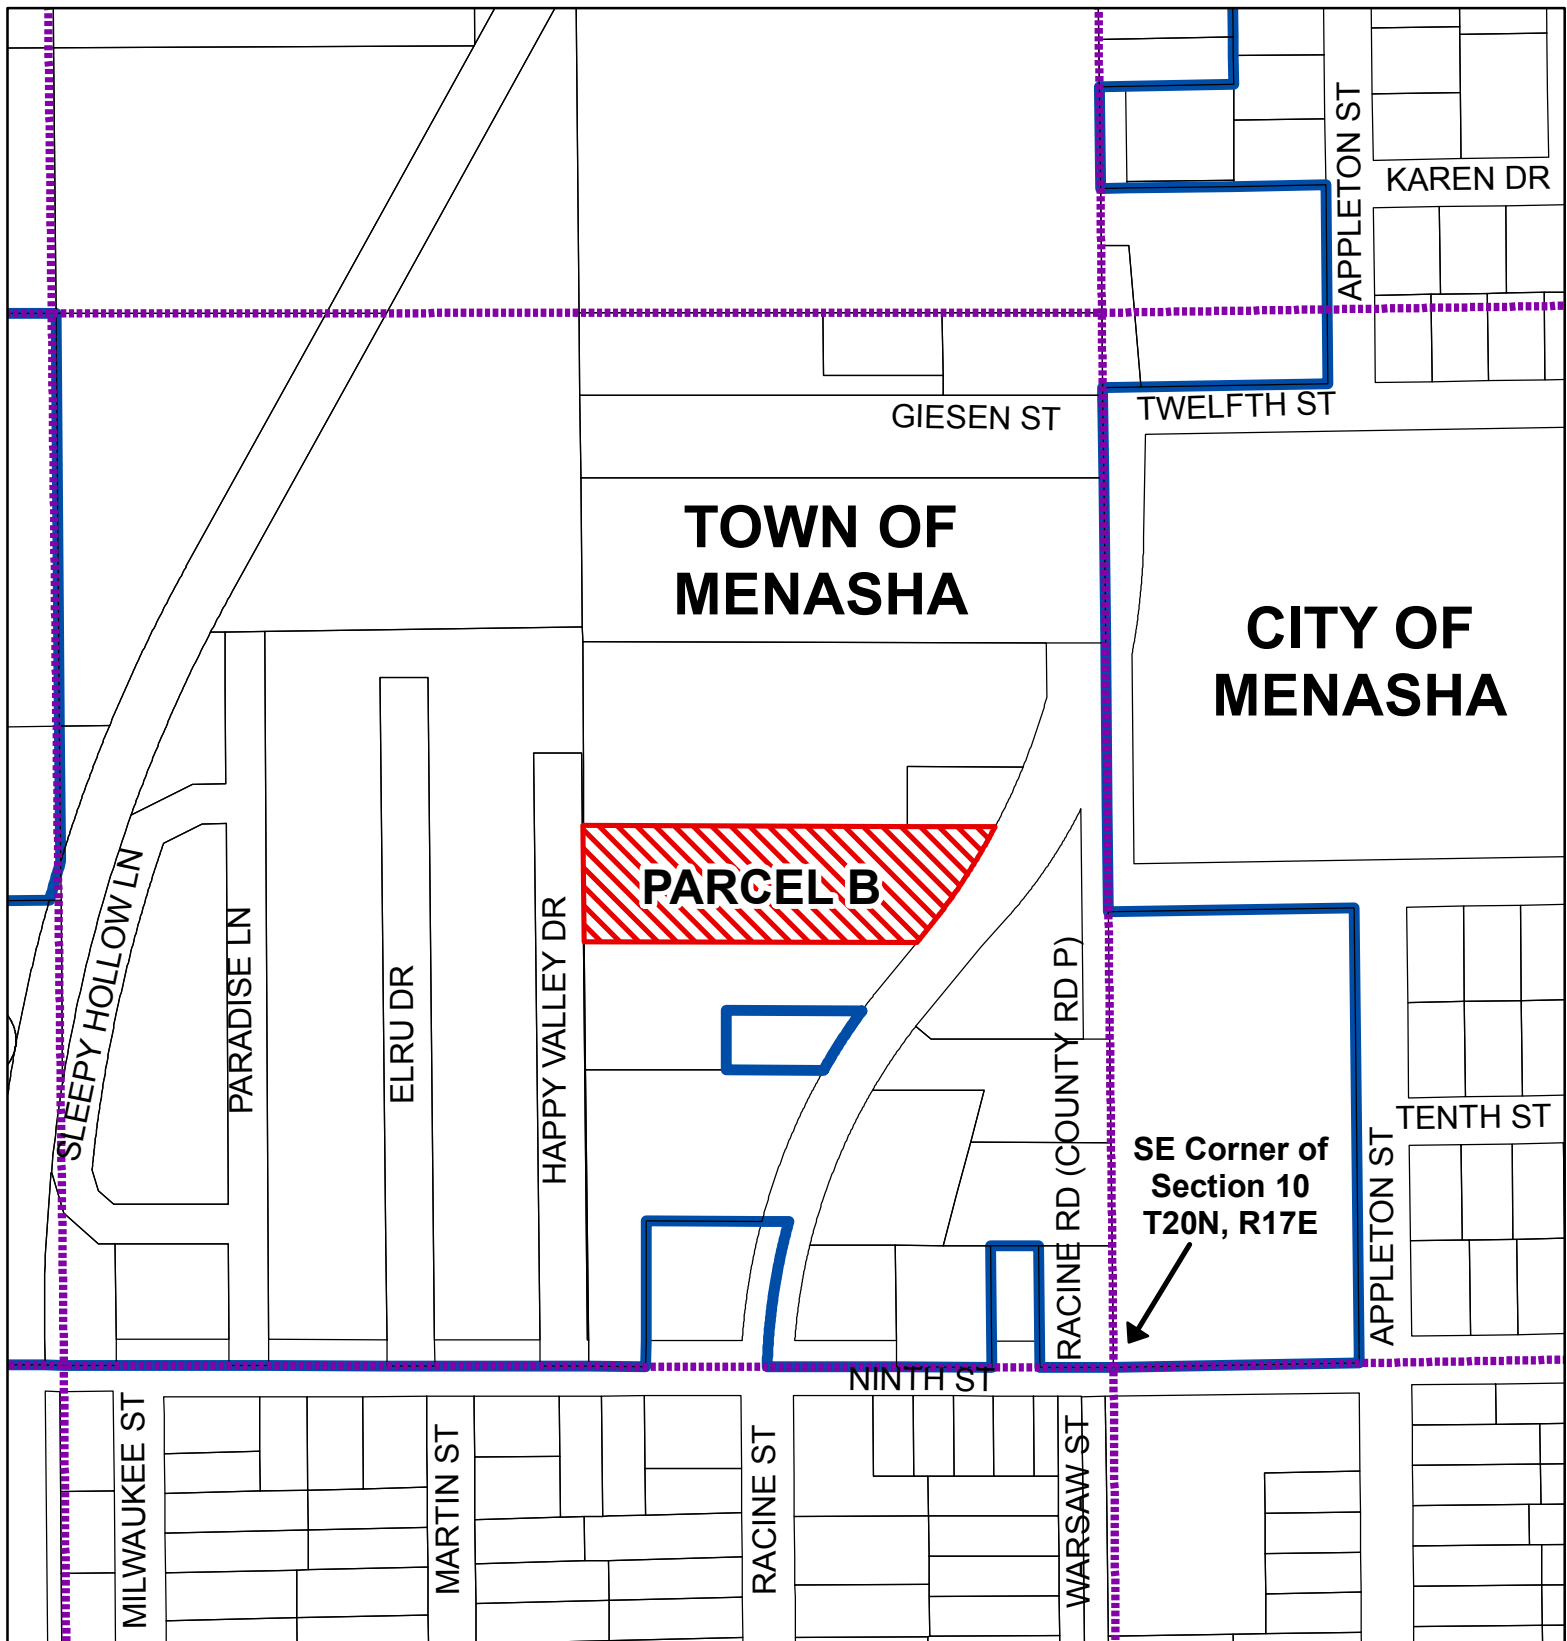 APPLETON ST
KAREN DR
GIESEN ST
TWELFTH ST
TOWN OF
MENASHA
CITY OF
MENASHA
PARCEL B
SLEEPY HOLLOW LN
PARADISE LN
ELRU DR
HAPPY VALLEY DR
RACINE RD (COUNTY RD P)
TENTH ST
SE Corner of
Section 10
T20N, R17E
APPLETON ST
NINTH ST
MILWAUKEE ST
MARTIN ST
RACINE ST
WARSAW ST